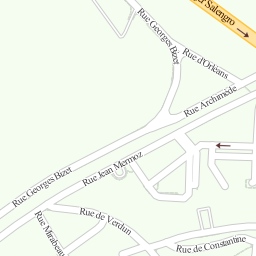 Salengro
Rue Georges Bizet
Rue d'Orléans
Rue Archimède
Rue Jean Mermoz
Rue Georges Bizet
Rue de Verdun
Rue Mirabeau
Rue de Constantine